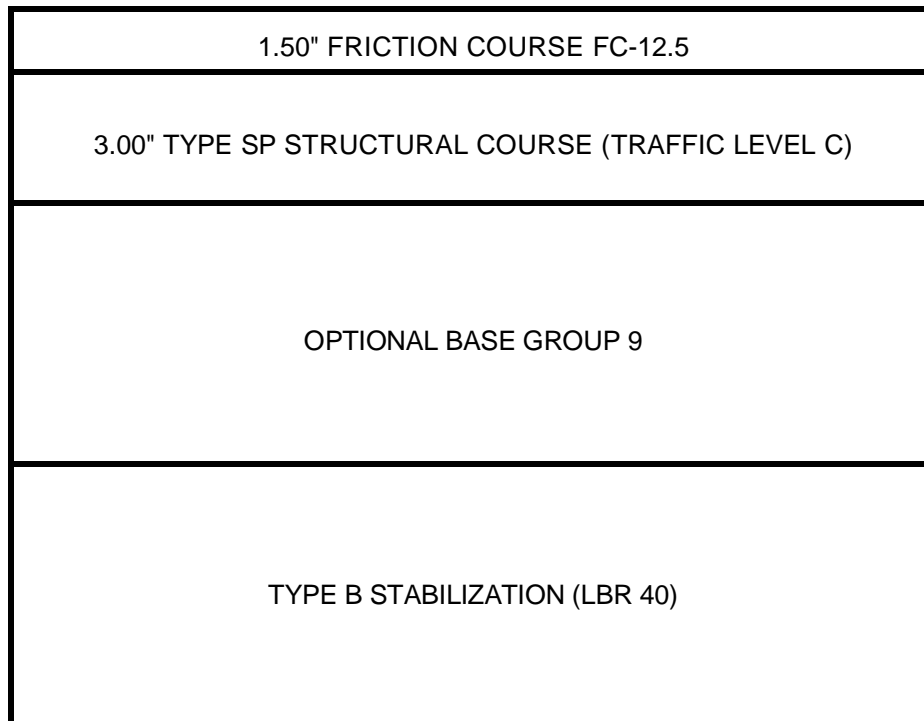 1.50" FRICTION COURSE FC-12.5
3.00" TYPE SP STRUCTURAL COURSE (TRAFFIC LEVEL C)
OPTIONAL BASE GROUP 9
TYPE B STABILIZATION (LBR 40)